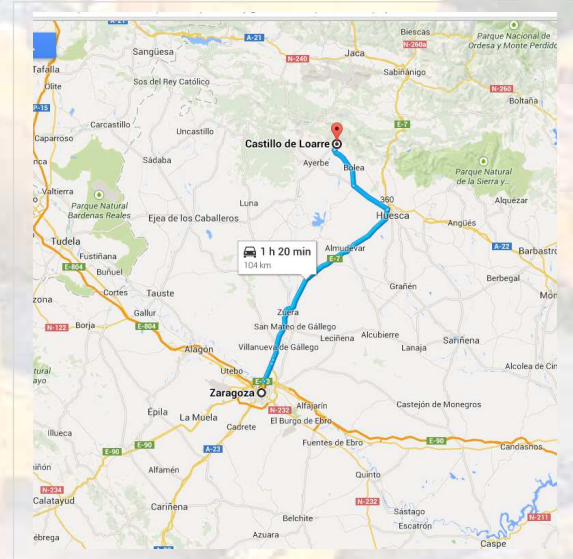 Biescas
Parque Nacional de
Ordesa y Monte Perdido
A-21
A-21
N-260a
Sangüesa
Jaca
N-240
Tafalla
Sabiñánigo
Olite
Sos del Rey Católico
N-260
Boltaña
P-15
Carcastillo
E-7
Caparroso
Uncastillo
Castillo de Loarre
Sádaba
Ayerbe
Bolea
Parque Natural
de la Sierra y...
Valtierra
Parque Natural
Bardenas Reales
Luna
360
Alquézar
Ejea de los Caballeros
Huesca
Angüés
Tudela
1 h 20 min
104 km
Almudévar
A-22
Barbastro
Fustiñana
E-7
E-804
Buñuel
Berbegal
Cortes
Tauste
Grañén
Zuera
Gallur
San Mateo de Gállego
N-122
Borja
E-804
Leciñena
Alcubierre
Sariñena
Villanueva de Gállego
Lanaja
Alagón
Alcolea de Cin
Utebo
Zaragoza
Alfajarín
Castejón de Monegros
N-232
Épila
La Muela
El Burgo de Ebro
Cadrete
Illueca
E-90
A-23
Fuentes de Ebro
E-90
Candasnos
Alfamén
Quinto
N-234
Calatayud
Cariñena
N-232
Sástago
N-211
Belchite
Escatrón
Azuara
Caspe